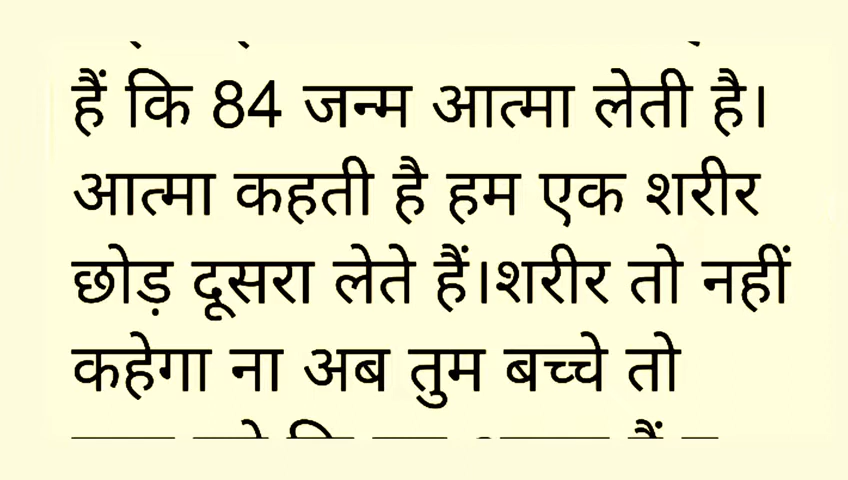 हैं कि 84 जन्म आत्मा लेती है।
आत्मा कहती है हम एक शरीर
छोड़ दूसरा लेते हैं।शरीर तो नहीं
कहेगा ना अब तुम बच्चे तो